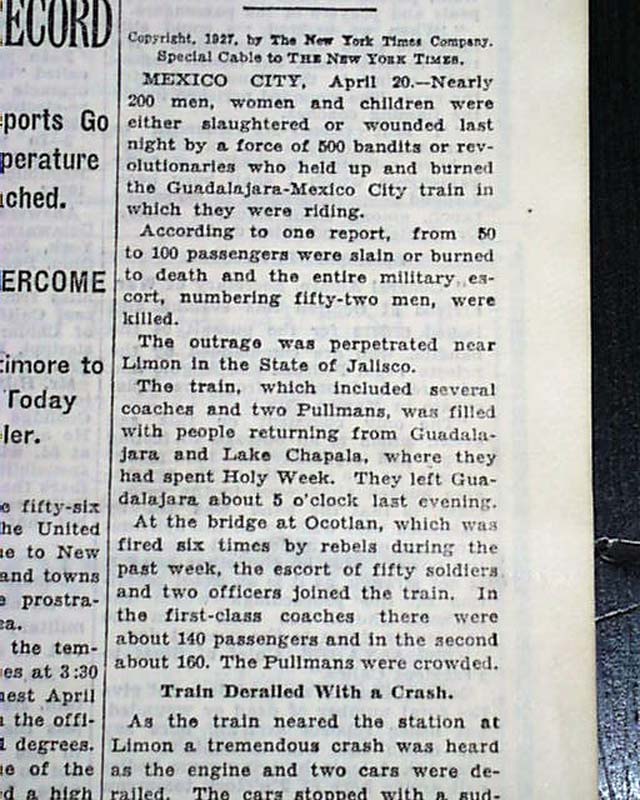 ECORD
ports Go
perature
ched.
ERCOME
timore to
Today
ler.
e fifty-six
he United
e to New
and towns
e prostra-
ea.
the tem-
es at 3:30
nest April
the offi-
degrees.
e of the
d a high
Copyright, 1927, by The New York Times Company.
Special Cable to THE NEW YORK TIMES.
MEXICO CITY, April 20.—Nearly
200 men, women and children were
either slaughtered or wounded last
night by a force of 500 bandits or rev-
olutionaries who held up and burned
the Guadalajara-Mexico City train in
which they were riding.
According to one report, from 50
to 100 passengers were slain or burned
to death and the entire military es-
cort, numbering fifty-two men, were
killed.
The outrage was perpetrated near
Limon in the State of Jalisco.
The train, which included several
coaches and two Pullmans, was filled
with people returning from Guadala-
jara and Lake Chapala, where they
had spent Holy Week. They left Gua-
dalajara about 5 o'clock last evening.
At the bridge at Ocotlan, which was
fired six times by rebels during the
past week, the escort of fifty soldiers
and two officers joined the train. In
the first-class coaches there were
about 140 passengers and in the second
about 160. The Pullmans were crowded.
Train Derailed With a Crash.
As the train neared the station at
Limon a tremendous crash was heard
as the engine and two cars were de-
railed. The cars stopped with a sud-